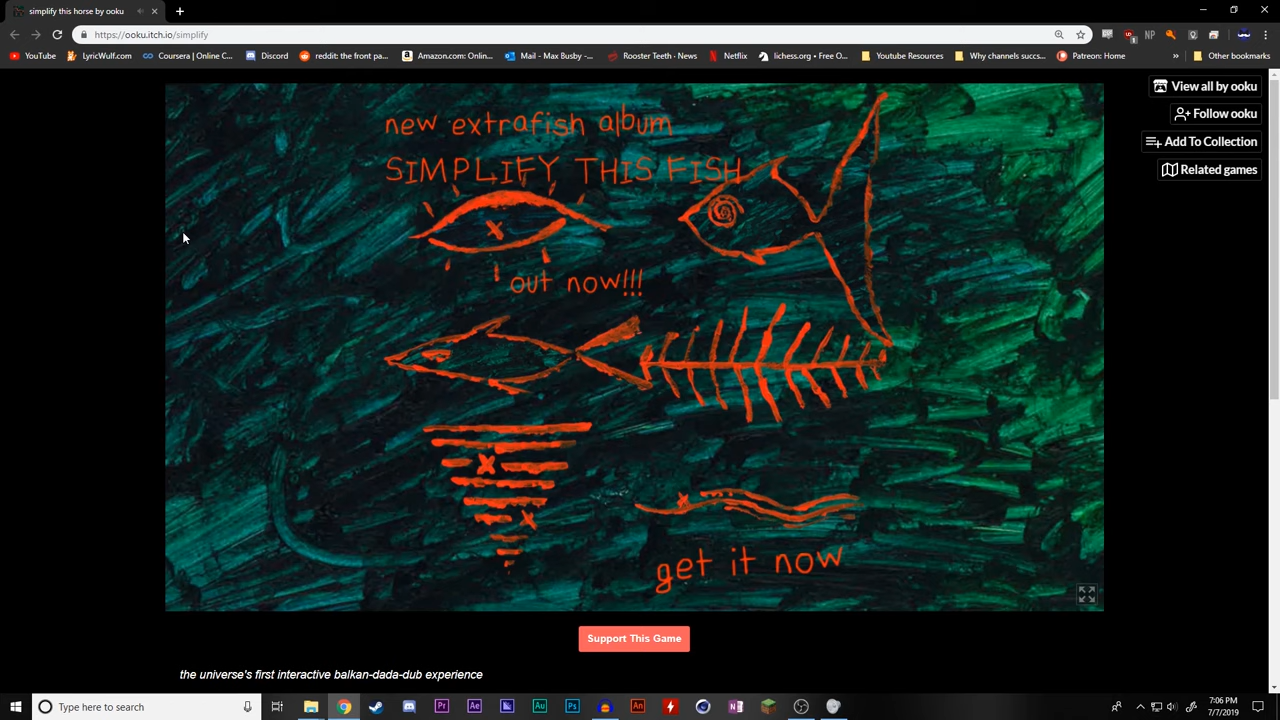 simplify this horse by ooku
https://ooku.itch.io/simplify
YouTube
LyricWulf.com
Coursera | Online C...
Discord
reddit: the front pa...
Amazon.com: Onlin...
Mail - Max Busby -...
Rooster Teeth · News
Netflix
lichess.org • Free O...
Youtube Resources
Why channels succs...
Patreon: Home
»
Other bookmarks
View all by ooku
Follow ooku
Add To Collection
Related games
new extrafish album
SIMPLIFY THIS FISH
out now!!!
get it now
Support This Game
the universe's first interactive balkan-dada-dub experience
Type here to search
7:06 PM
7/7/2019